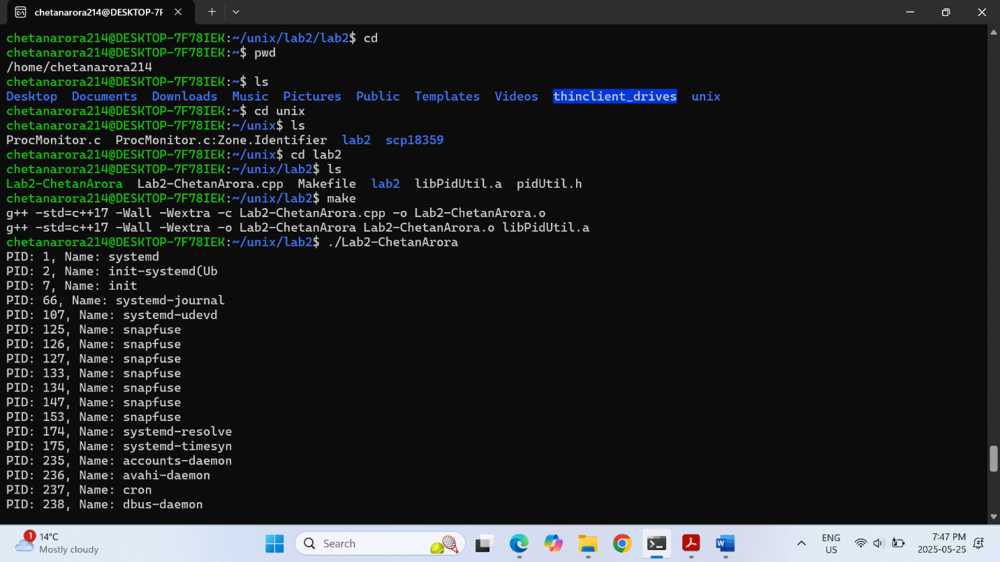 chetanarora214@DESKTOP-7F
chetanarora214@DESKTOP-7F78IEK:~/unix/lab2/lab2$ cd
chetanarora214@DESKTOP-7F78IEK:~$ pwd
/home/chetanarora214
chetanarora214@DESKTOP-7F78IEK:~$ ls
Desktop  Documents  Downloads  Music  Pictures  Public  Templates  Videos  thinclient_drives  unix
chetanarora214@DESKTOP-7F78IEK:~$ cd unix
chetanarora214@DESKTOP-7F78IEK:~/unix$ ls
ProcMonitor.c  ProcMonitor.c:Zone.Identifier  lab2  scp18359
chetanarora214@DESKTOP-7F78IEK:~/unix$ cd lab2
chetanarora214@DESKTOP-7F78IEK:~/unix/lab2$ ls
Lab2-ChetanArora  Lab2-ChetanArora.cpp  Makefile  lab2  libPidUtil.a  pidUtil.h
chetanarora214@DESKTOP-7F78IEK:~/unix/lab2$ make
g++ -std=c++17 -Wall -Wextra -c Lab2-ChetanArora.cpp -o Lab2-ChetanArora.o
g++ -std=c++17 -Wall -Wextra -o Lab2-ChetanArora Lab2-ChetanArora.o libPidUtil.a
chetanarora214@DESKTOP-7F78IEK:~/unix/lab2$ ./Lab2-ChetanArora
PID: 1, Name: systemd
PID: 2, Name: init-systemd(Ub
PID: 7, Name: init
PID: 66, Name: systemd-journal
PID: 107, Name: systemd-udevd
PID: 125, Name: snapfuse
PID: 126, Name: snapfuse
PID: 127, Name: snapfuse
PID: 133, Name: snapfuse
PID: 134, Name: snapfuse
PID: 147, Name: snapfuse
PID: 153, Name: snapfuse
PID: 174, Name: systemd-resolve
PID: 175, Name: systemd-timesyn
PID: 235, Name: accounts-daemon
PID: 236, Name: avahi-daemon
PID: 237, Name: cron
PID: 238, Name: dbus-daemon
1
14°C
Mostly cloudy
Search
ENG
US
7:47 PM
2025-05-25